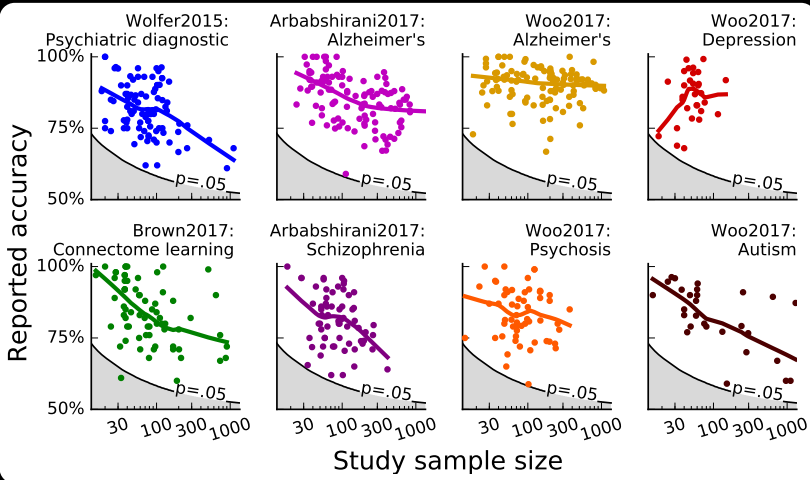 Wolfer2015:
Psychiatric diagnostic
Arbabshirani2017:
Alzheimer's
Woo2017:
Alzheimer's
Woo2017:
Depression
100%
75%
50%
p=.05
p=.05
p=.05
p=.05
Brown2017:
Connectome learning
Arbabshirani2017:
Schizophrenia
Woo2017:
Psychosis
Woo2017:
Autism
100%
75%
50%
p=.05
p=.05
p=.05
p=.05
30 100 300 1000
30 100 300 1000
30 100 300 1000
30 100 300 1000
Reported accuracy
Study sample size